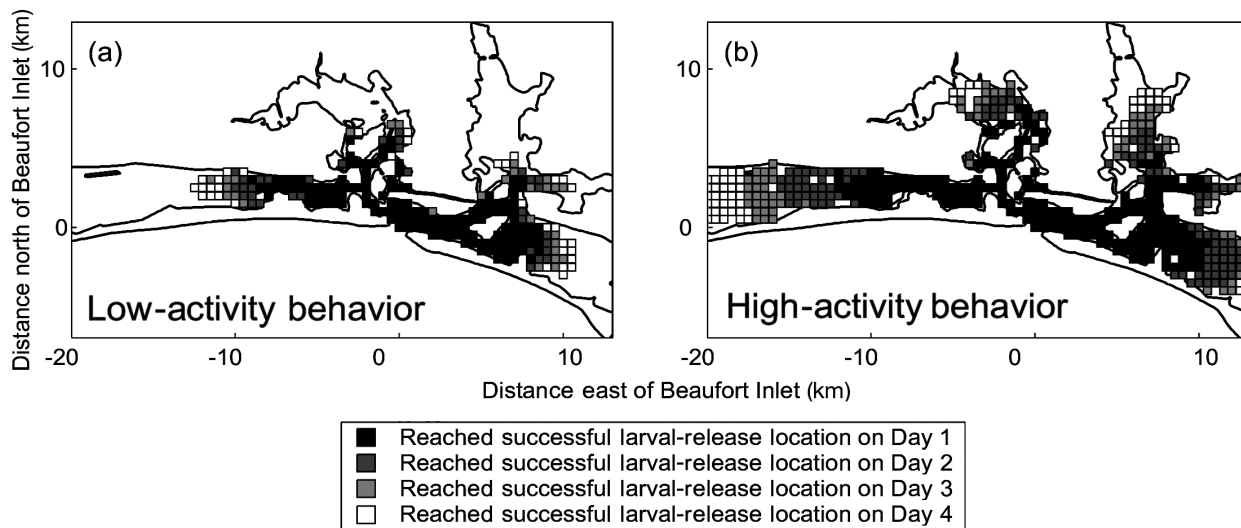 (a)
(b)
Distance north of Beaufort Inlet (km)
10
0
Low-activity behavior
High-activity behavior
-20
-10
0
10
-20
-10
0
10
Distance east of Beaufort Inlet (km)
Reached successful larval-release location on Day 1
Reached successful larval-release location on Day 2
Reached successful larval-release location on Day 3
Reached successful larval-release location on Day 4